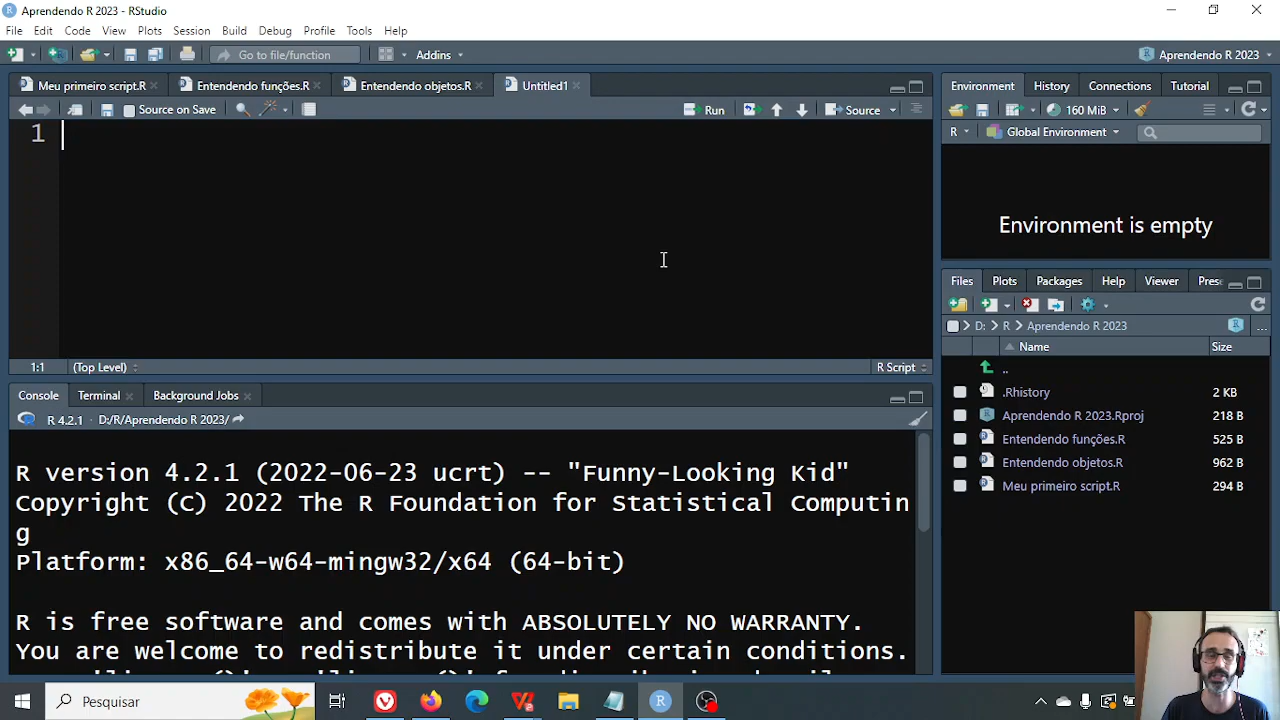 Aprendendo R 2023 - RStudio
File Edit Code View Plots Session Build Debug Profile Tools Help
Go to file/function Addins Aprendendo R 2023
Meu primeiro script.R Entendendo funções.R Entendendo objetos.R Untitled1
Source on Save Run Source
1
1:1 (Top Level) R Script
Console Terminal Background Jobs
R 4.2.1 · D:/R/Aprendendo R 2023/
R version 4.2.1 (2022-06-23 ucrt) -- "Funny-Looking Kid"
Copyright (C) 2022 The R Foundation for Statistical Computin
g
Platform: x86_64-w64-mingw32/x64 (64-bit)
R is free software and comes with ABSOLUTELY NO WARRANTY.
You are welcome to redistribute it under certain conditions.
Environment History Connections Tutorial
160 MiB
R Global Environment
Environment is empty
Files Plots Packages Help Viewer Pres
D: R Aprendendo R 2023 ...
Name Size
..
.Rhistory 2 KB
Aprendendo R 2023.Rproj 218 B
Entendendo funções.R 525 B
Entendendo objetos.R 962 B
Meu primeiro script.R 294 B
Pesquisar